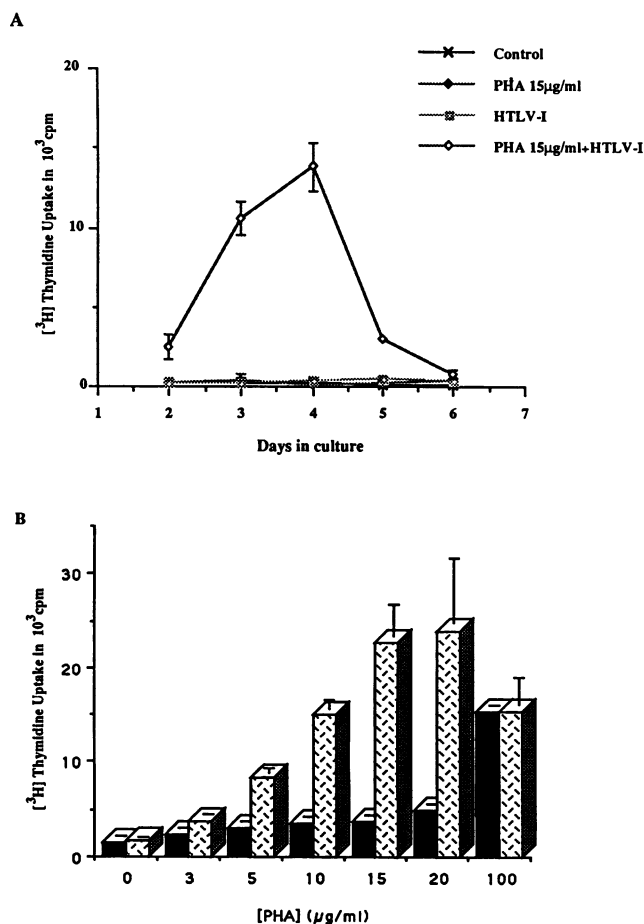 A
Control
PHA 15µg/ml
HTLV-I
PHA 15µg/ml+HTLV-I
20
10
0
[³H] Thymidine Uptake in 10³cpm
1 2 3 4 5 6 7
Days in culture
B
30
20
10
0
[³H] Thymidine Uptake in 10³cpm
0 3 5 10 15 20 100
[PHA] (µg/ml)